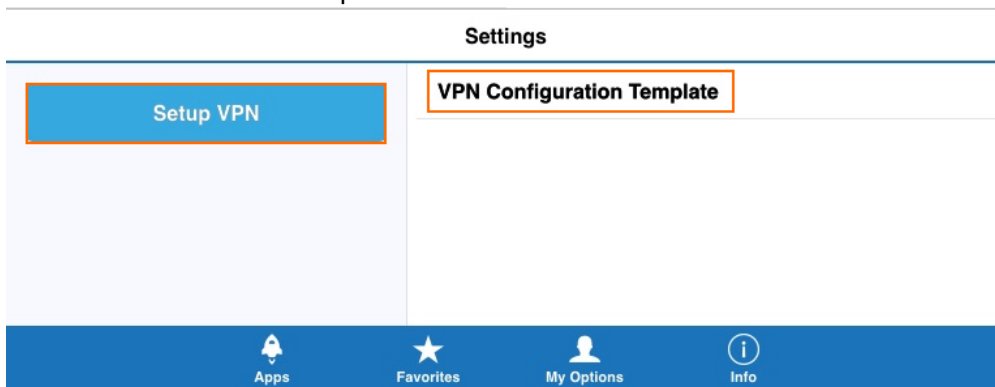 Settings
Setup VPN
VPN Configuration Template
Apps
Favorites
My Options
Info